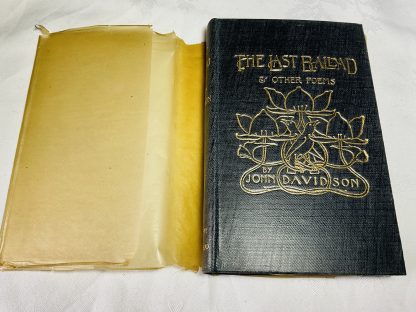 THE LAST BALLAD
& OTHER POEMS
BY
JOHN DAVIDSON